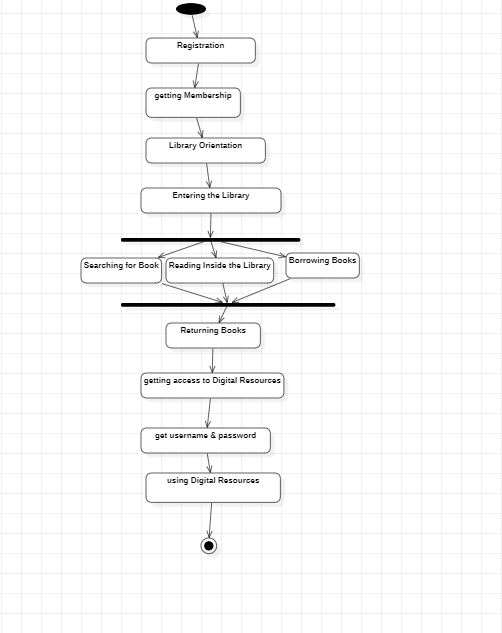 Registration
getting Membership
Library Orientation
Entering the Library
Searching for Book
Reading Inside the Library
Borrowing Books
Returning Books
getting access to Digital Resources
get username & password
using Digital Resources